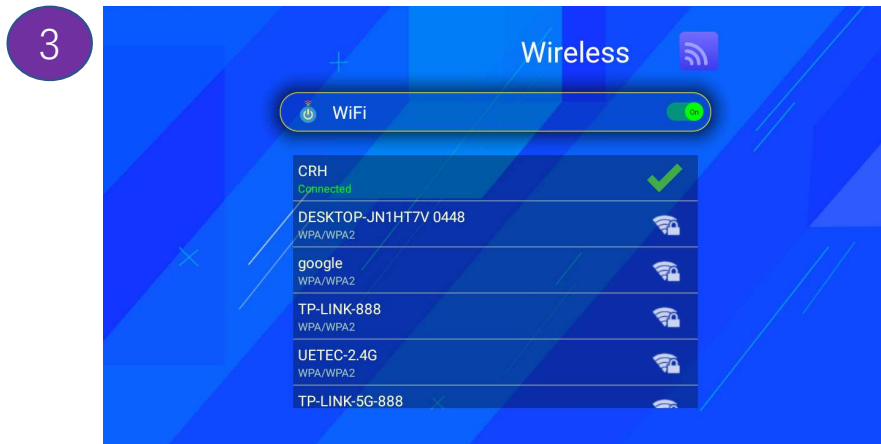 3
Wireless
WiFi
On
CRH
Connected
DESKTOP-JN1HT7V 0448
WPA/WPA2
google
WPA/WPA2
TP-LINK-888
WPA/WPA2
UETEC-2.4G
WPA/WPA2
TP-LINK-5G-888